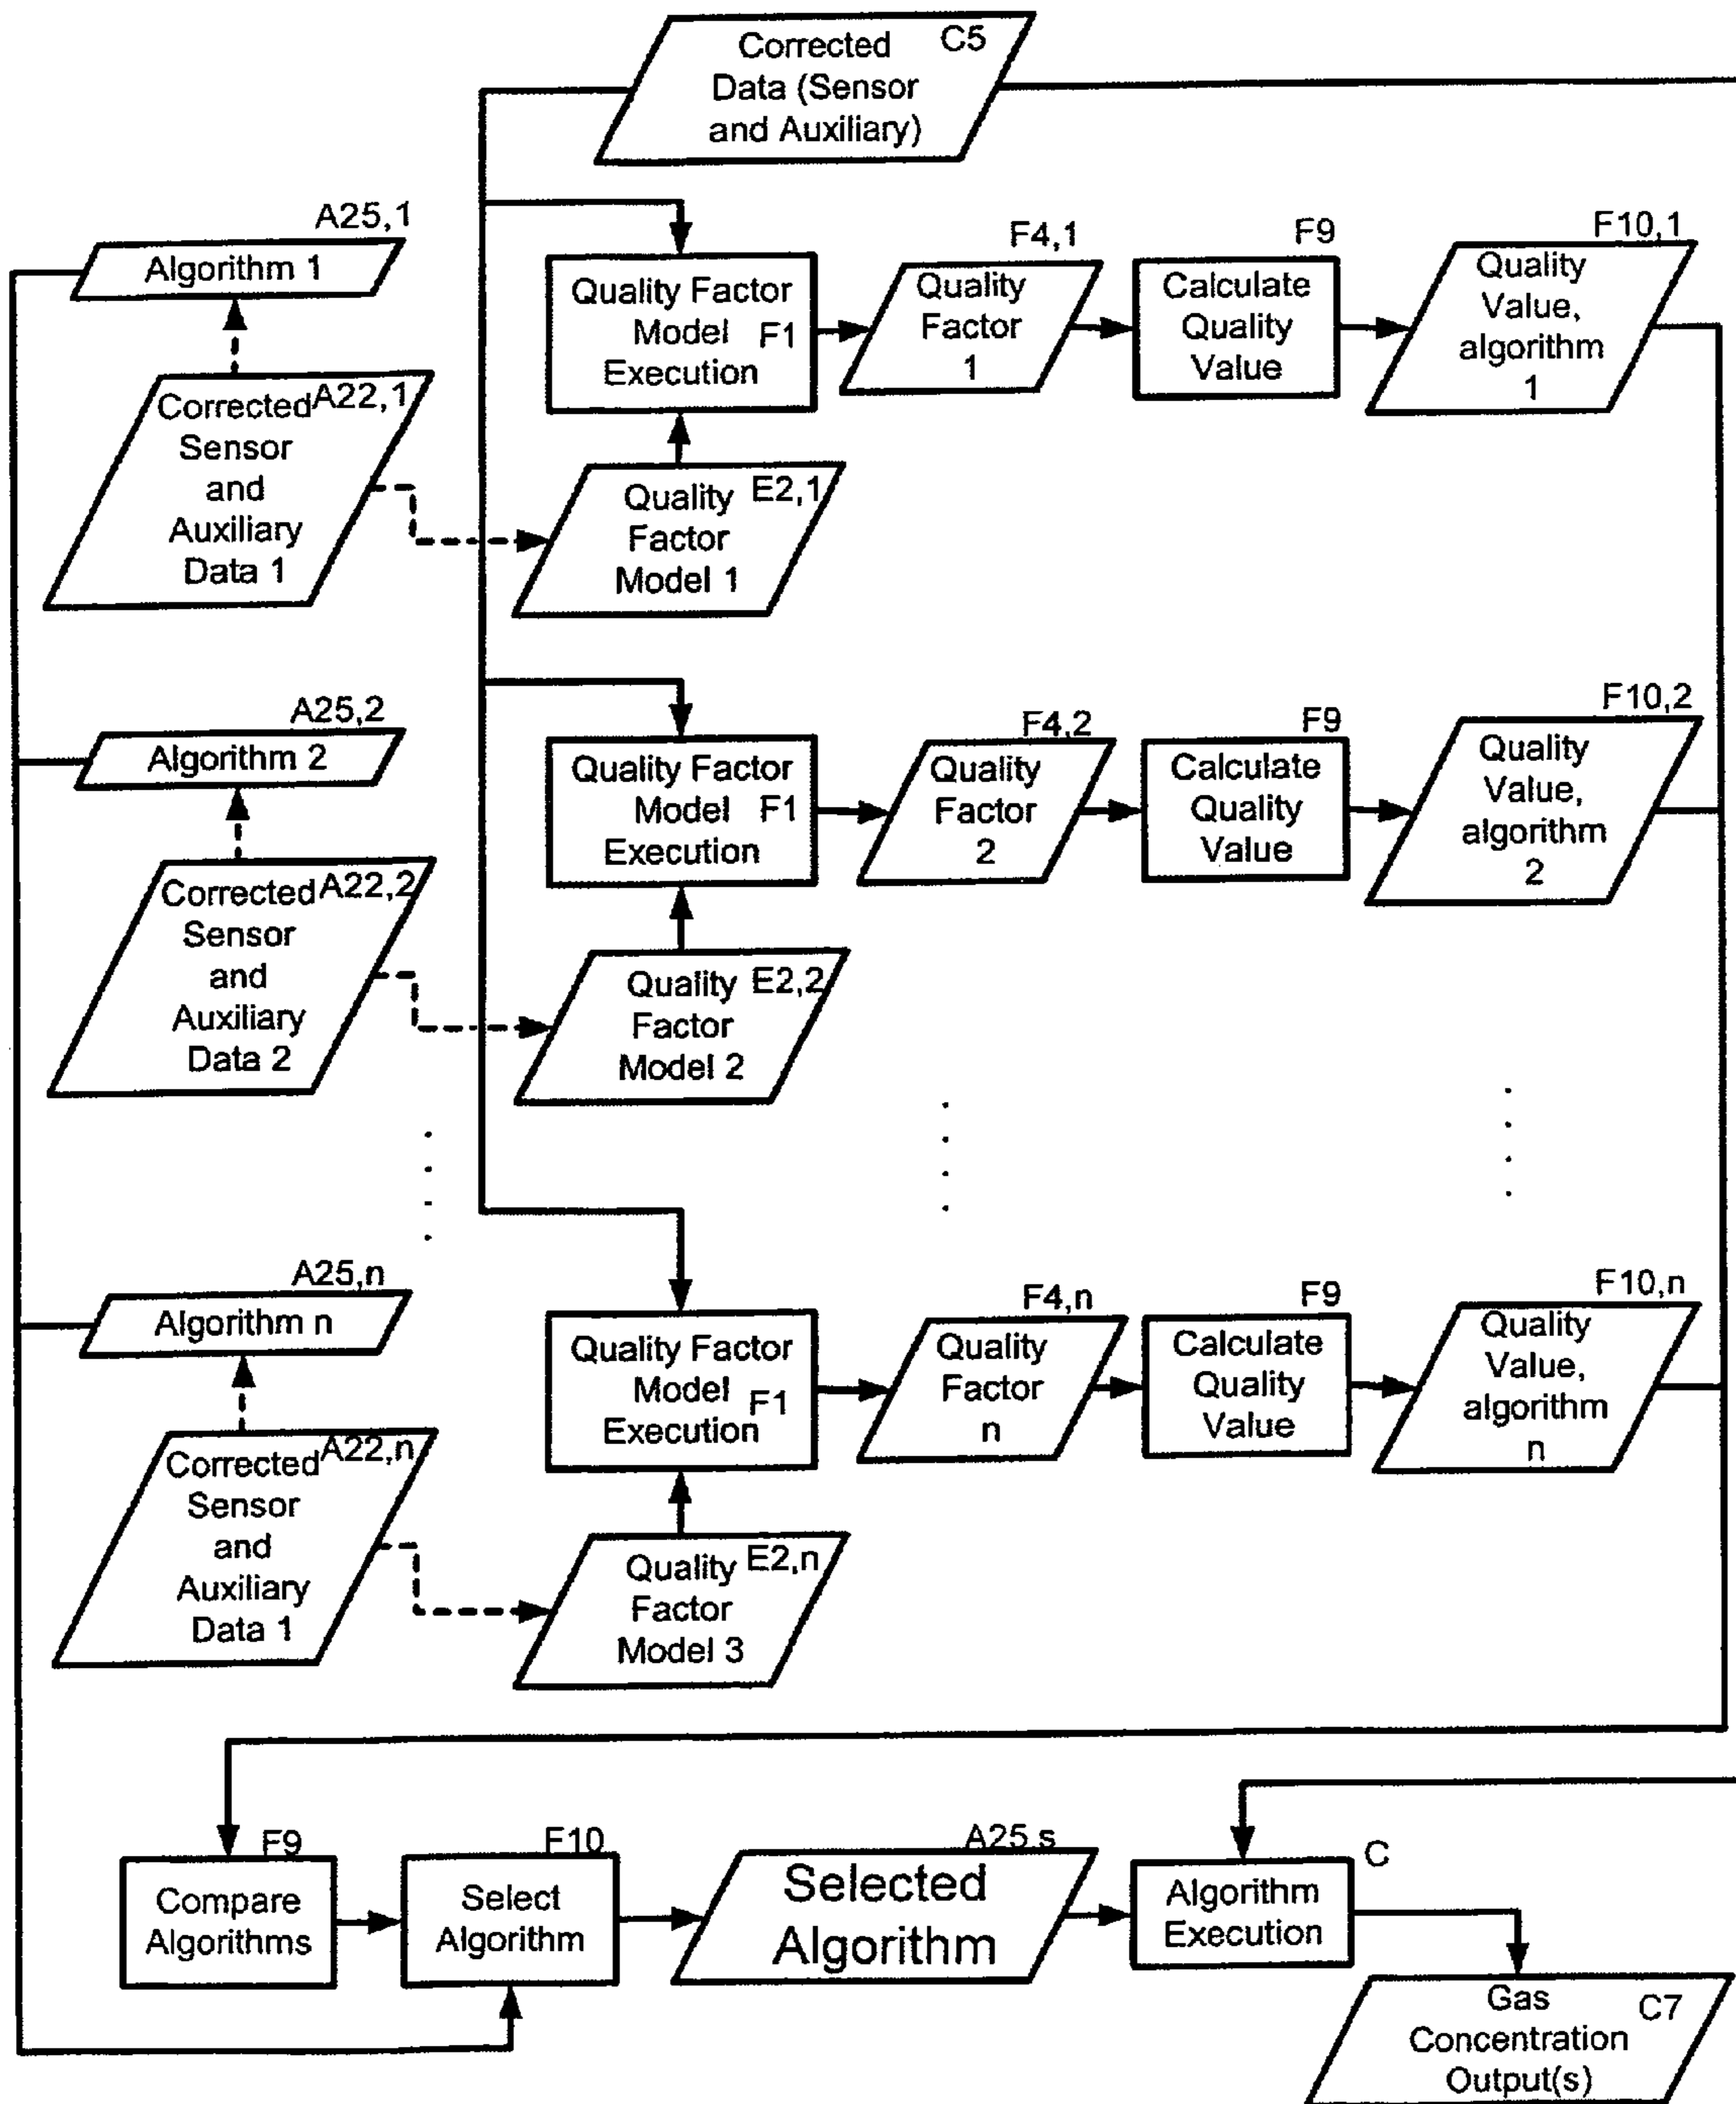 C5
Corrected
Data (Sensor
and Auxiliary)
A25,1
Algorithm 1
A22,1
Corrected
Sensor
and
Auxiliary
Data 1
Quality Factor
Model
F1
Execution
E2,1
Quality
Factor
Model 1
F4,1
Quality
Factor
1
F9
Calculate
Quality
Value
F10,1
Quality
Value,
algorithm
1
A25,2
Algorithm 2
A22,2
Corrected
Sensor
and
Auxiliary
Data 2
Quality Factor
Model
F1
Execution
E2,2
Quality
Factor
Model 2
F4,2
Quality
Factor
2
F9
Calculate
Quality
Value
F10,2
Quality
Value,
algorithm
2
A25,n
Algorithm n
A22,n
Corrected
Sensor
and
Auxiliary
Data 1
Quality Factor
Model
F1
Execution
E2,n
Quality
Factor
Model 3
F4,n
Quality
Factor
n
F9
Calculate
Quality
Value
F10,n
Quality
Value,
algorithm
n
F9
Compare
Algorithms
F10
Select
Algorithm
A25,s
Selected
Algorithm
C
Algorithm
Execution
C7
Gas
Concentration
Output(s)